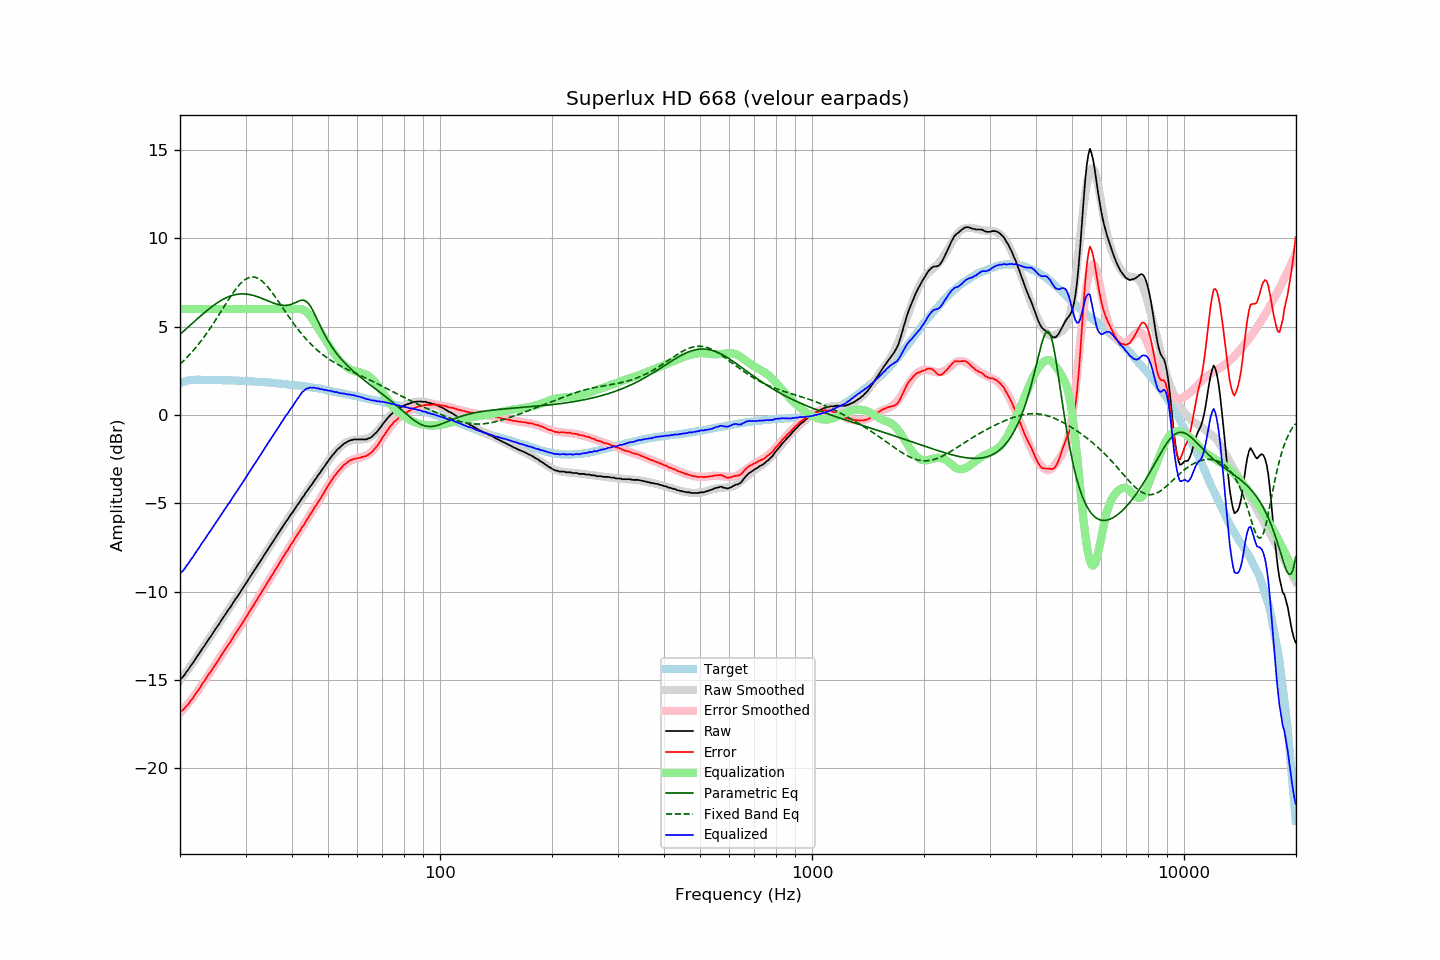 Superlux HD 668 (velour earpads)
15
10
5
0
−5
−10
−15
−20
Amplitude (dBr)
100
1000
10000
Frequency (Hz)
Target
Raw Smoothed
Error Smoothed
Raw
Error
Equalization
Parametric Eq
Fixed Band Eq
Equalized